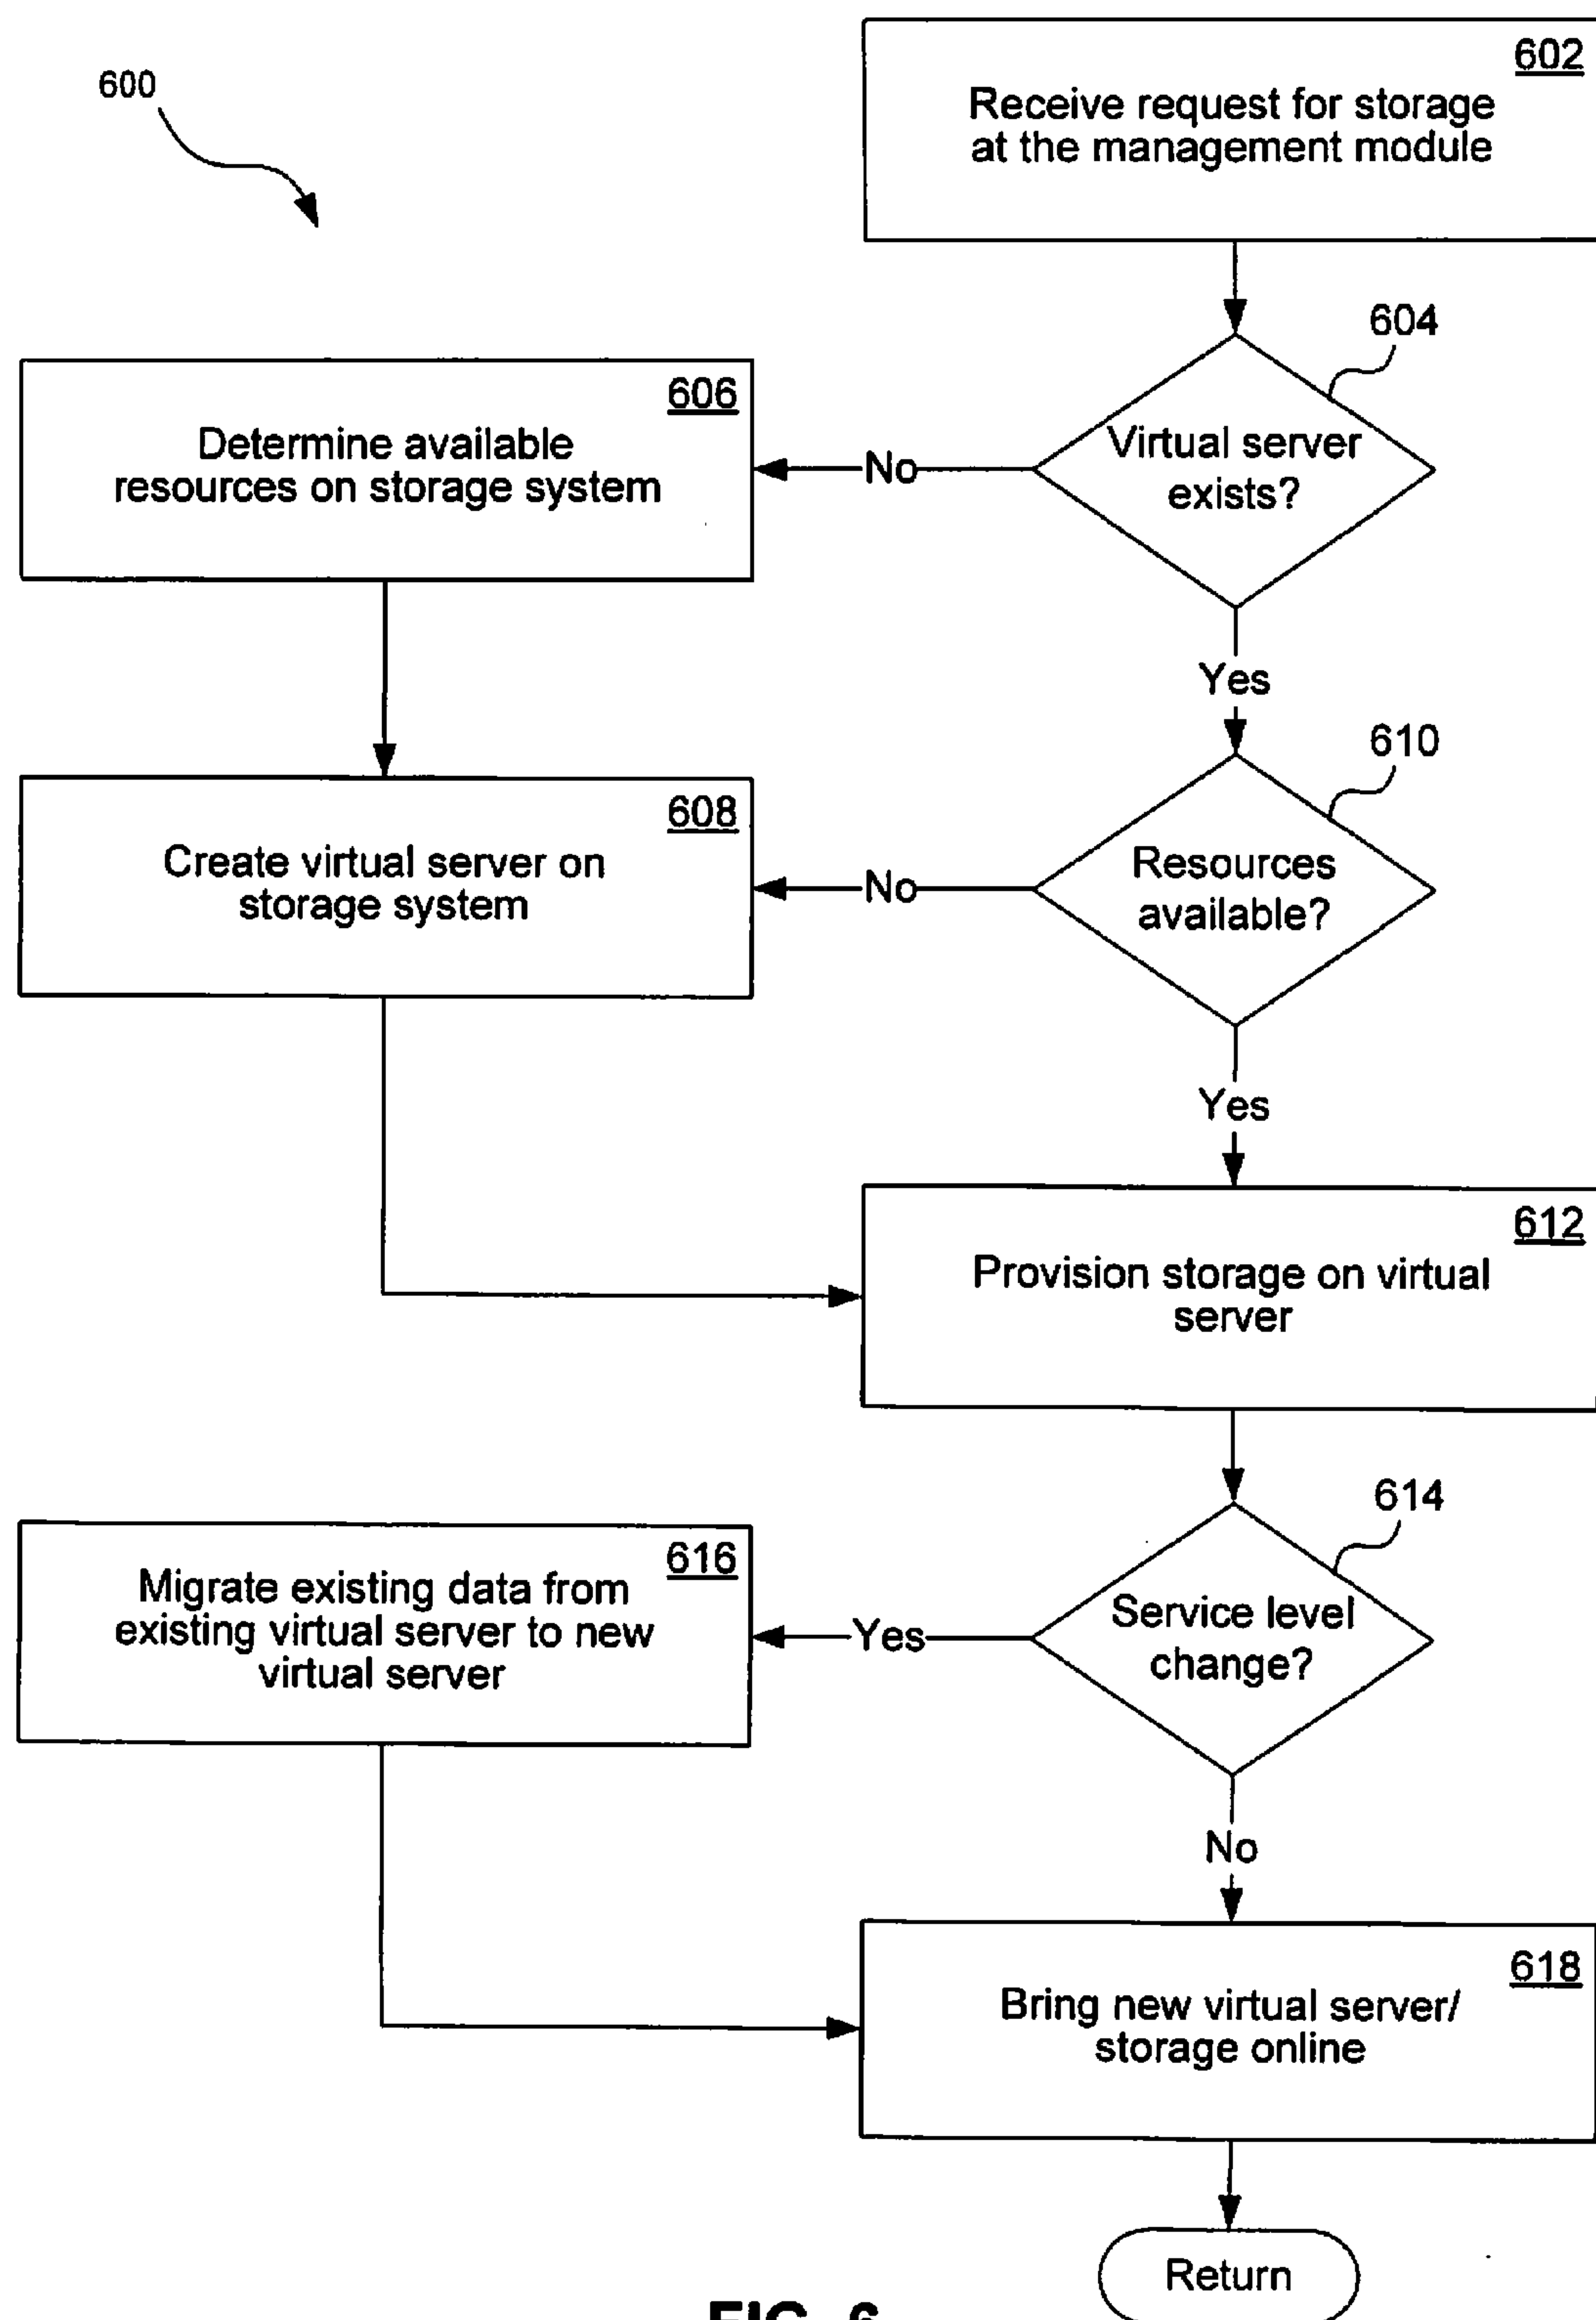 600
602
Receive request for storage
at the management module
604
Virtual server
exists?
No
606
Determine available
resources on storage system
Yes
610
Resources
available?
No
608
Create virtual server on
storage system
Yes
612
Provision storage on virtual
server
614
Service level
change?
Yes
616
Migrate existing data from
existing virtual server to new
virtual server
No
618
Bring new virtual server/
storage online
Return
FIG. 6